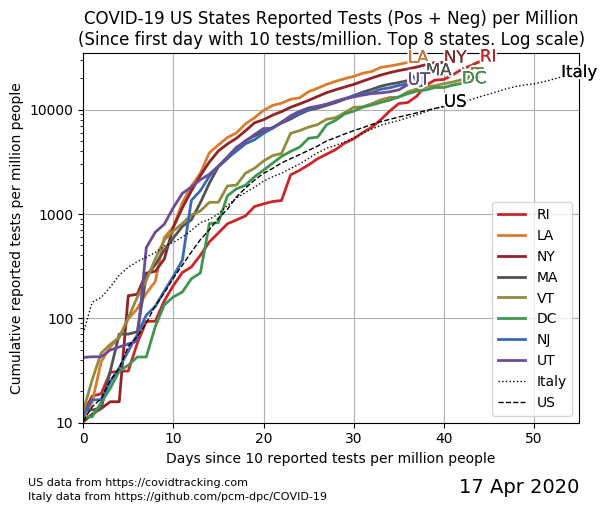 COVID-19 US States Reported Tests (Pos + Neg) per Million
(Since first day with 10 tests/million. Top 8 states. Log scale)
Cumulative reported tests per million people
10000
1000
100
10
LA
NY
RI
MA
UT
DC
Italy
US
RI
LA
NY
MA
VT
DC
NJ
UT
Italy
US
0 10 20 30 40 50
Days since 10 reported tests per million people
US data from https://covidtracking.com
Italy data from https://github.com/pcm-dpc/COVID-19
17 Apr 2020